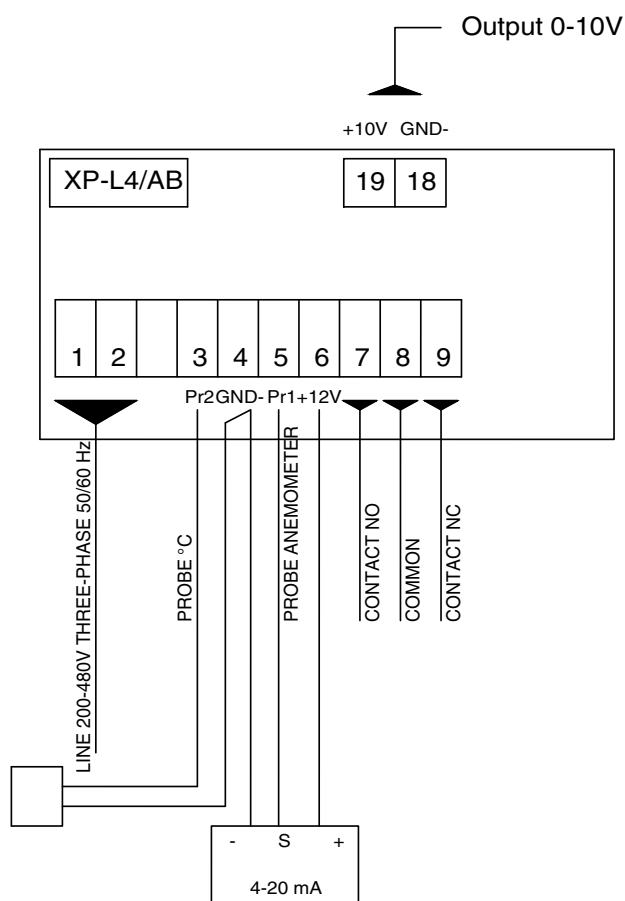 Output 0-10V
+10V GND-
XP-L4/AB
19 18
1 2 3 4 5 6 7 8 9
Pr2 GND- Pr1 +12V
LINE 200-480V THREE-PHASE 50/60 Hz
PROBE °C
PROBE ANEMOMETER
CONTACT NO
COMMON
CONTACT NC
- S +
4-20 mA